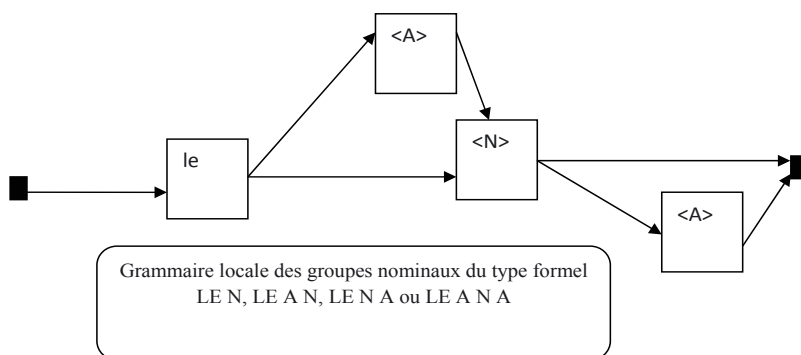 <A>
le
<N>
<A>
Grammaire locale des groupes nominaux du type formel
LE N, LE A N, LE N A ou LE A N A